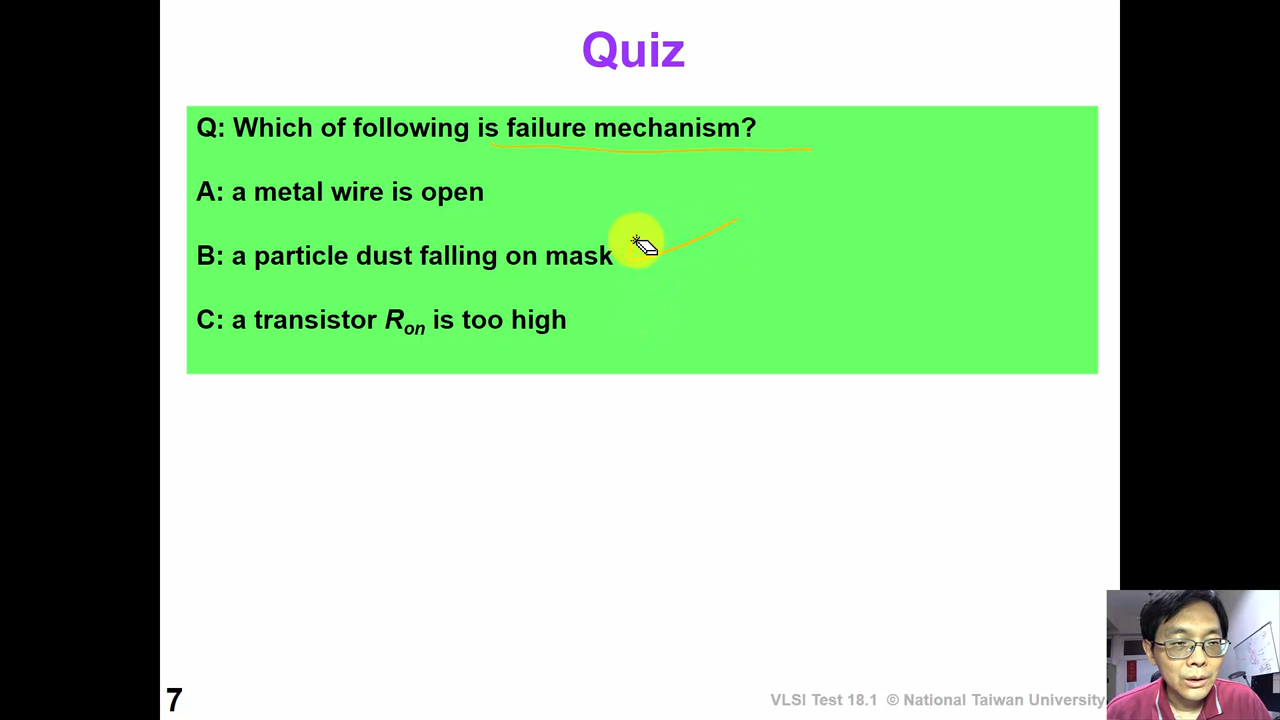 Quiz
Q: Which of following is failure mechanism?
A: a metal wire is open
B: a particle dust falling on mask
C: a transistor Ron is too high
7
VLSI Test 18.1 © National Taiwan University